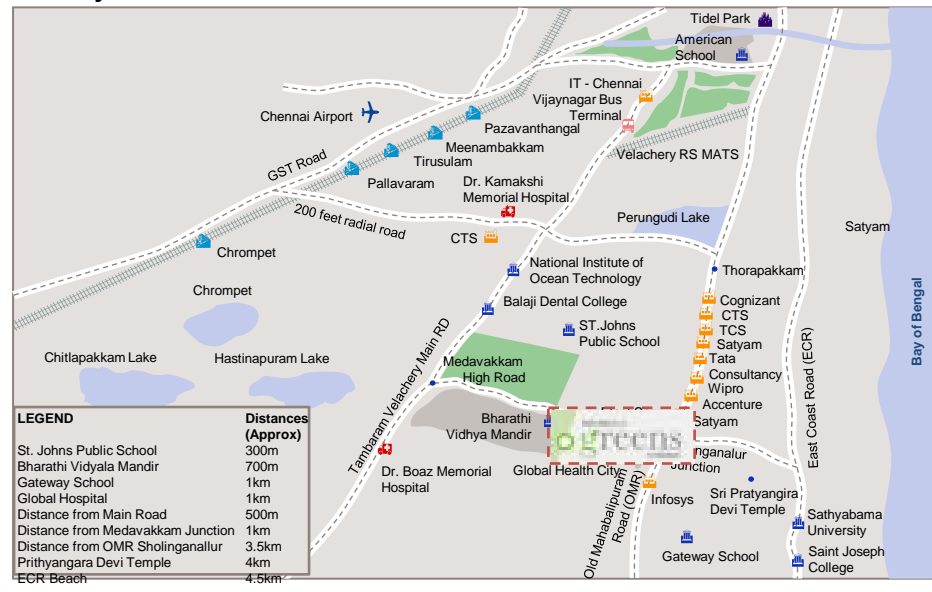 Tidel Park
American
School
IT - Chennai
Vijaynagar Bus
Terminal
Chennai Airport
Pazavanthangal
Meenambakkam
Tirusulam
Pallavaram
GST Road
Velachery RS MATS
Dr. Kamakshi
Memorial Hospital
200 feet radial road
CTS
Perungudi Lake
Satyam
Chrompet
National Institute of
Ocean Technology
Thorapakkam
Chrompet
Balaji Dental College
Cognizant
CTS
TCS
Satyam
Tata
Consultancy
Wipro
Accenture
Satyam
ST.Johns
Public School
Bay of Bengal
East Coast Road (ECR)
Chitlapakkam Lake
Hastinapuram Lake
Tambaram Velachery Main RD
Medavakkam
High Road
Bharathi
Vidhya Mandir
greens
Global Health City
nganalur
Junction
Dr. Boaz Memorial
Hospital
Old Mahabalipuram
Road (OMR)
Infosys
Sri Pratyangira
Devi Temple
Sathyabama
University
Gateway School
Saint Joseph
College
LEGEND Distances
(Approx)
St. Johns Public School 300m
Bharathi Vidyala Mandir 700m
Gateway School 1km
Global Hospital 1km
Distance from Main Road 500m
Distance from Medavakkam Junction 1km
Distance from OMR Sholinganallur 3.5km
Prithyangara Devi Temple 4km
ECR Beach 4.5km